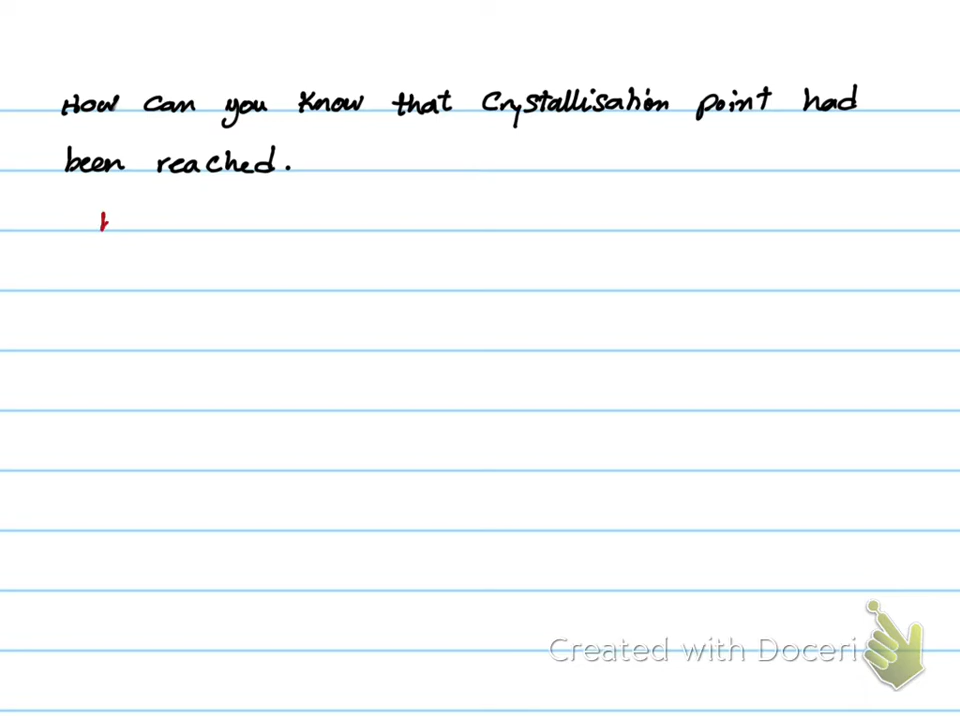 How can you know that crystallisation point had
been reached.
Created with Doceri